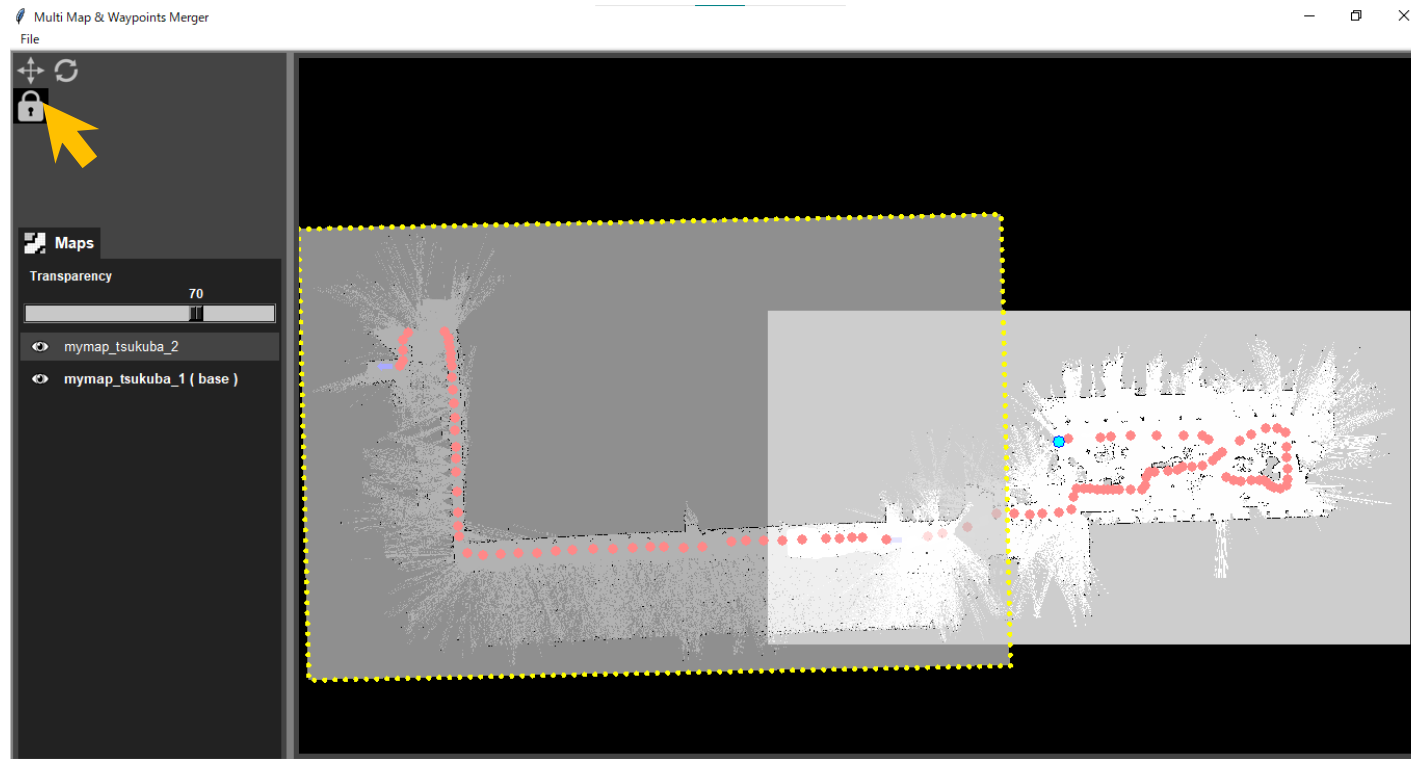 Multi Map & Waypoints Merger
File
Maps
Transparency
70
mymap_tsukuba_2
mymap_tsukuba_1 ( base )